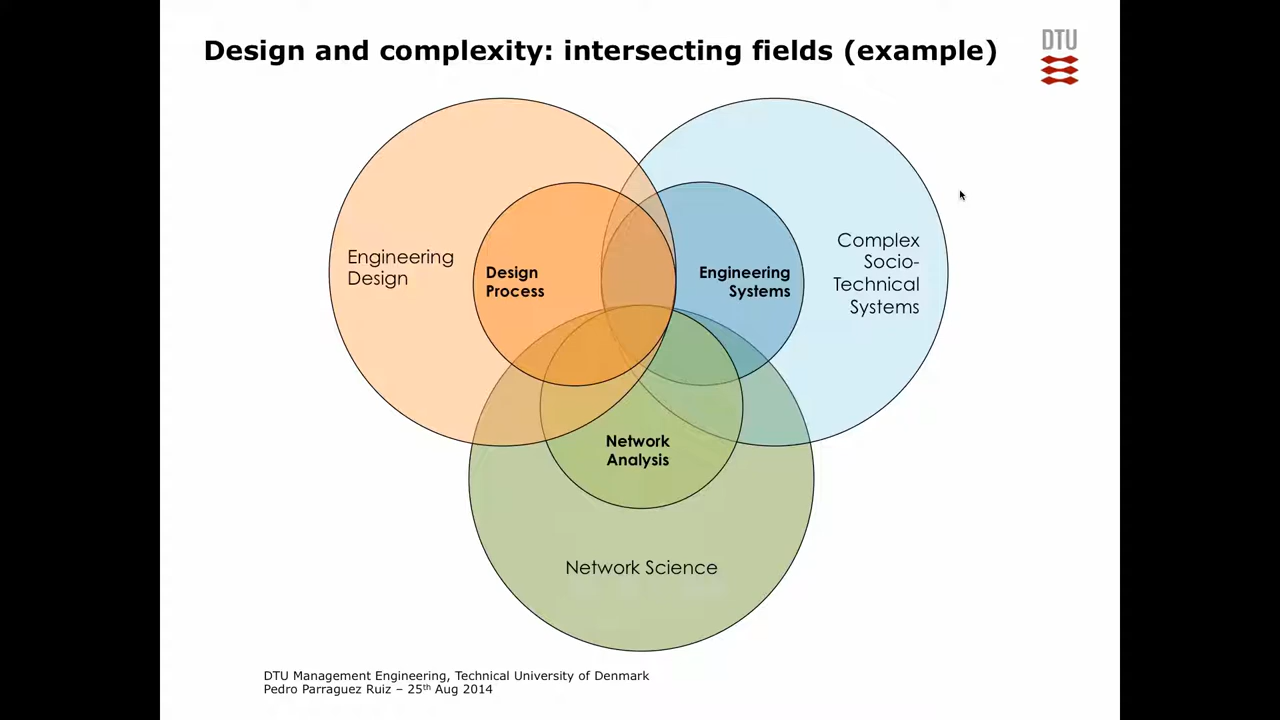 Design and complexity: intersecting fields (example)
DTU
Engineering
Design
Design
Process
Engineering
Systems
Complex
Socio-
Technical
Systems
Network
Analysis
Network Science
DTU Management Engineering, Technical University of Denmark
Pedro Parraguez Ruiz – 25th Aug 2014